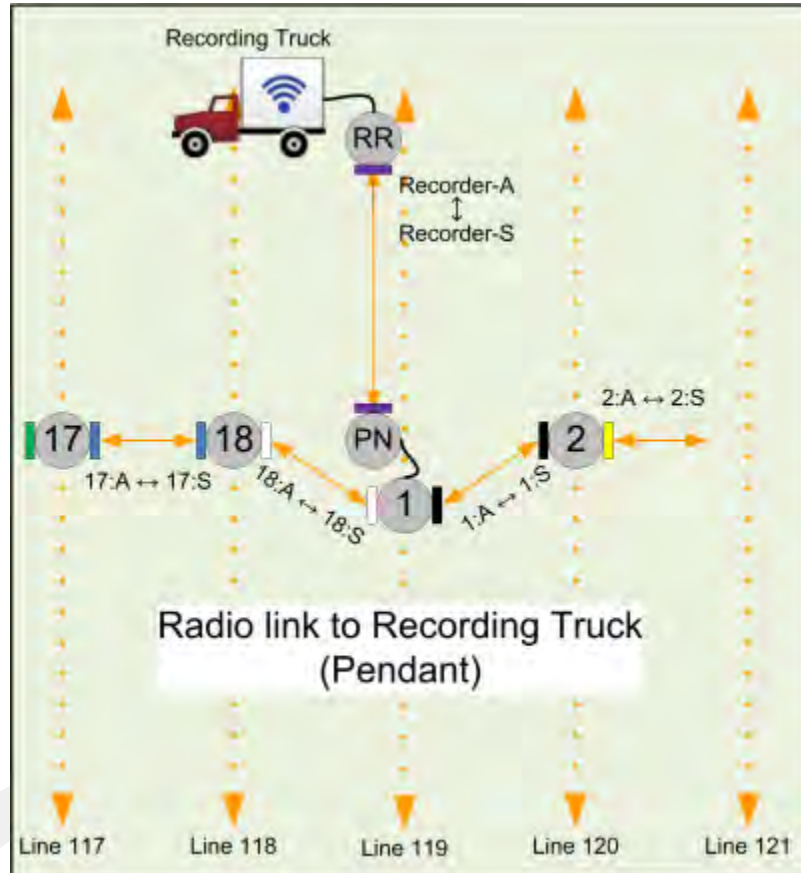 Recording Truck
RR
Recorder-A
↕
Recorder-S
PN
17
18
1
2
2:A ↔ 2:S
17:A ↔ 17:S
18:A ↔ 18:S
1:A ↔ 1:S
Radio link to Recording Truck
(Pendant)
Line 117
Line 118
Line 119
Line 120
Line 121